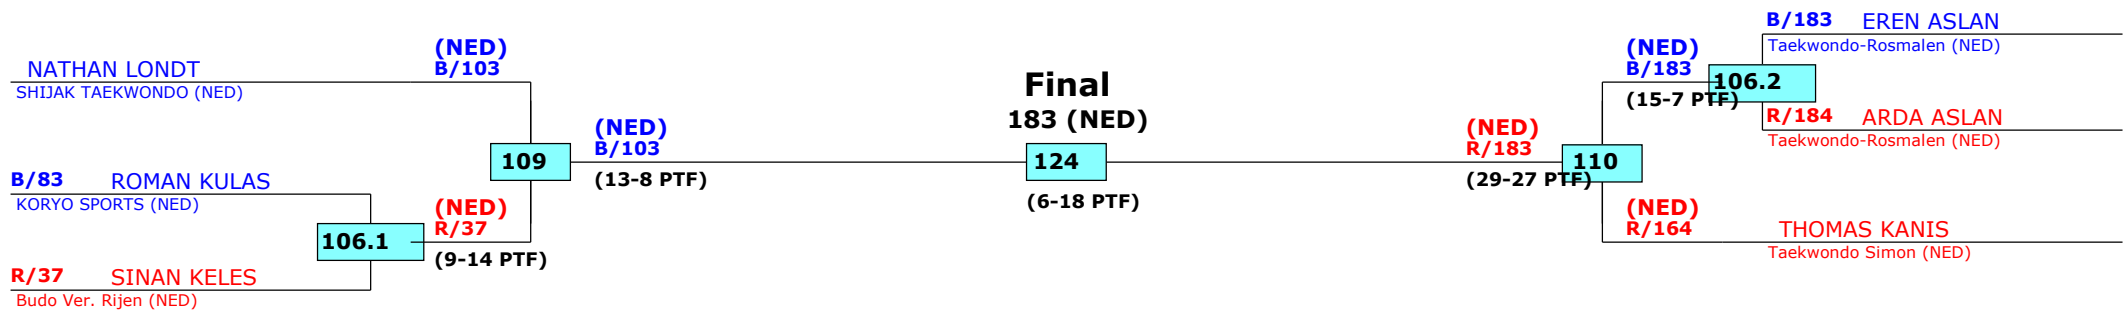 (NED)
NATHAN LONDT
B/103
SHIJAK TAEKWONDO (NED)
B/83 ROMAN KULAS
KORYO SPORTS (NED)
106.1
(NED)
R/37
(9-14 PTF)
R/37 SINAN KELES
Budo Ver. Rijen (NED)
109
(NED)
B/103
(13-8 PTF)
Final
183 (NED)
124
(6-18 PTF)
(NED)
R/183
(29-27 PTF)
110
(NED)
B/183
(15-7 PTF)
106.2
B/183 EREN ASLAN
Taekwondo-Rosmalen (NED)
R/184 ARDA ASLAN
Taekwondo-Rosmalen (NED)
(NED)
R/164
THOMAS KANIS
Taekwondo Simon (NED)